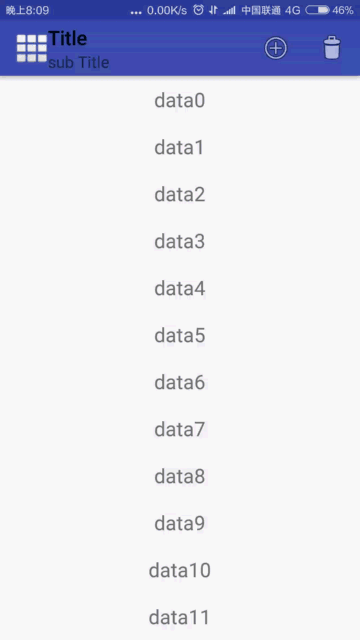 晚上8:09 ... 0.00K/s 中国联通 4G 46%
Title
sub Title
data0
data1
data2
data3
data4
data5
data6
data7
data8
data9
data10
data11